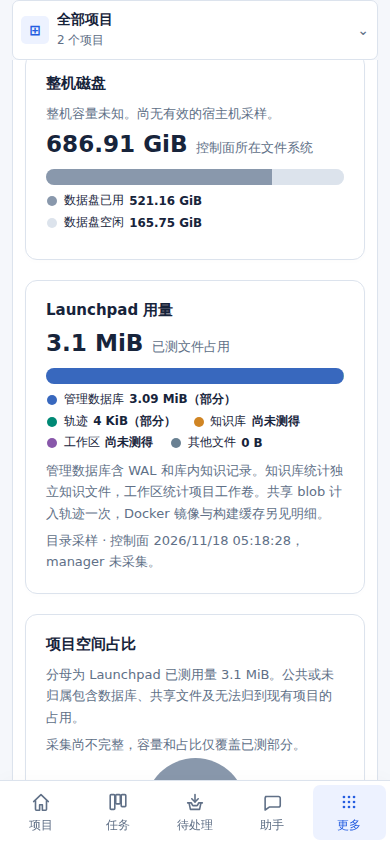 全部项目
2 个项目
整机磁盘
整机容量未知。尚无有效的宿主机采样。
686.91 GiB 控制面所在文件系统
数据盘已用 521.16 GiB
数据盘空闲 165.75 GiB
Launchpad 用量
3.1 MiB 已测文件占用
管理数据库 3.09 MiB（部分）
轨迹 4 KiB（部分） 知识库 尚未测得
工作区 尚未测得 其他文件 0 B
管理数据库含 WAL 和库内知识记录。知识库统计独
立知识文件，工作区统计项目工作卷。共享 blob 计
入轨迹一次，Docker 镜像与构建缓存另见明细。
目录采样 · 控制面 2026/11/18 05:18:28，
manager 未采集。
项目空间占比
分母为 Launchpad 已测用量 3.1 MiB。公共或未
归属包含数据库、共享文件及无法归到现有项目的
占用。
采集尚不完整，容量和占比仅覆盖已测部分。
项目 任务 待处理 助手 更多